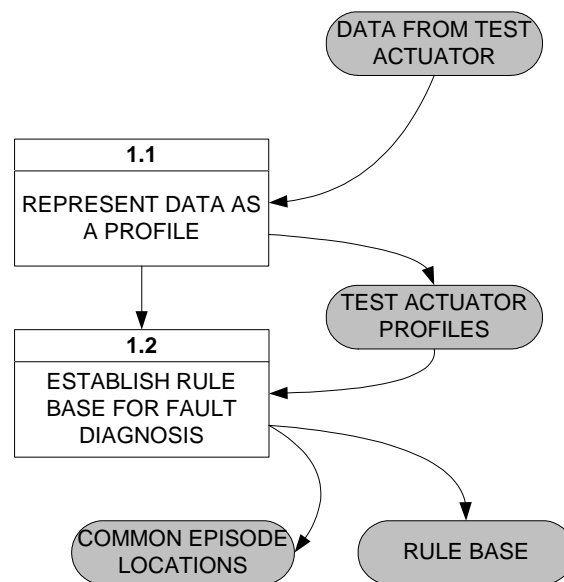 DATA FROM TEST
ACTUATOR
1.1
REPRESENT DATA AS
A PROFILE
TEST ACTUATOR
PROFILES
1.2
ESTABLISH RULE
BASE FOR FAULT
DIAGNOSIS
COMMON EPISODE
LOCATIONS
RULE BASE